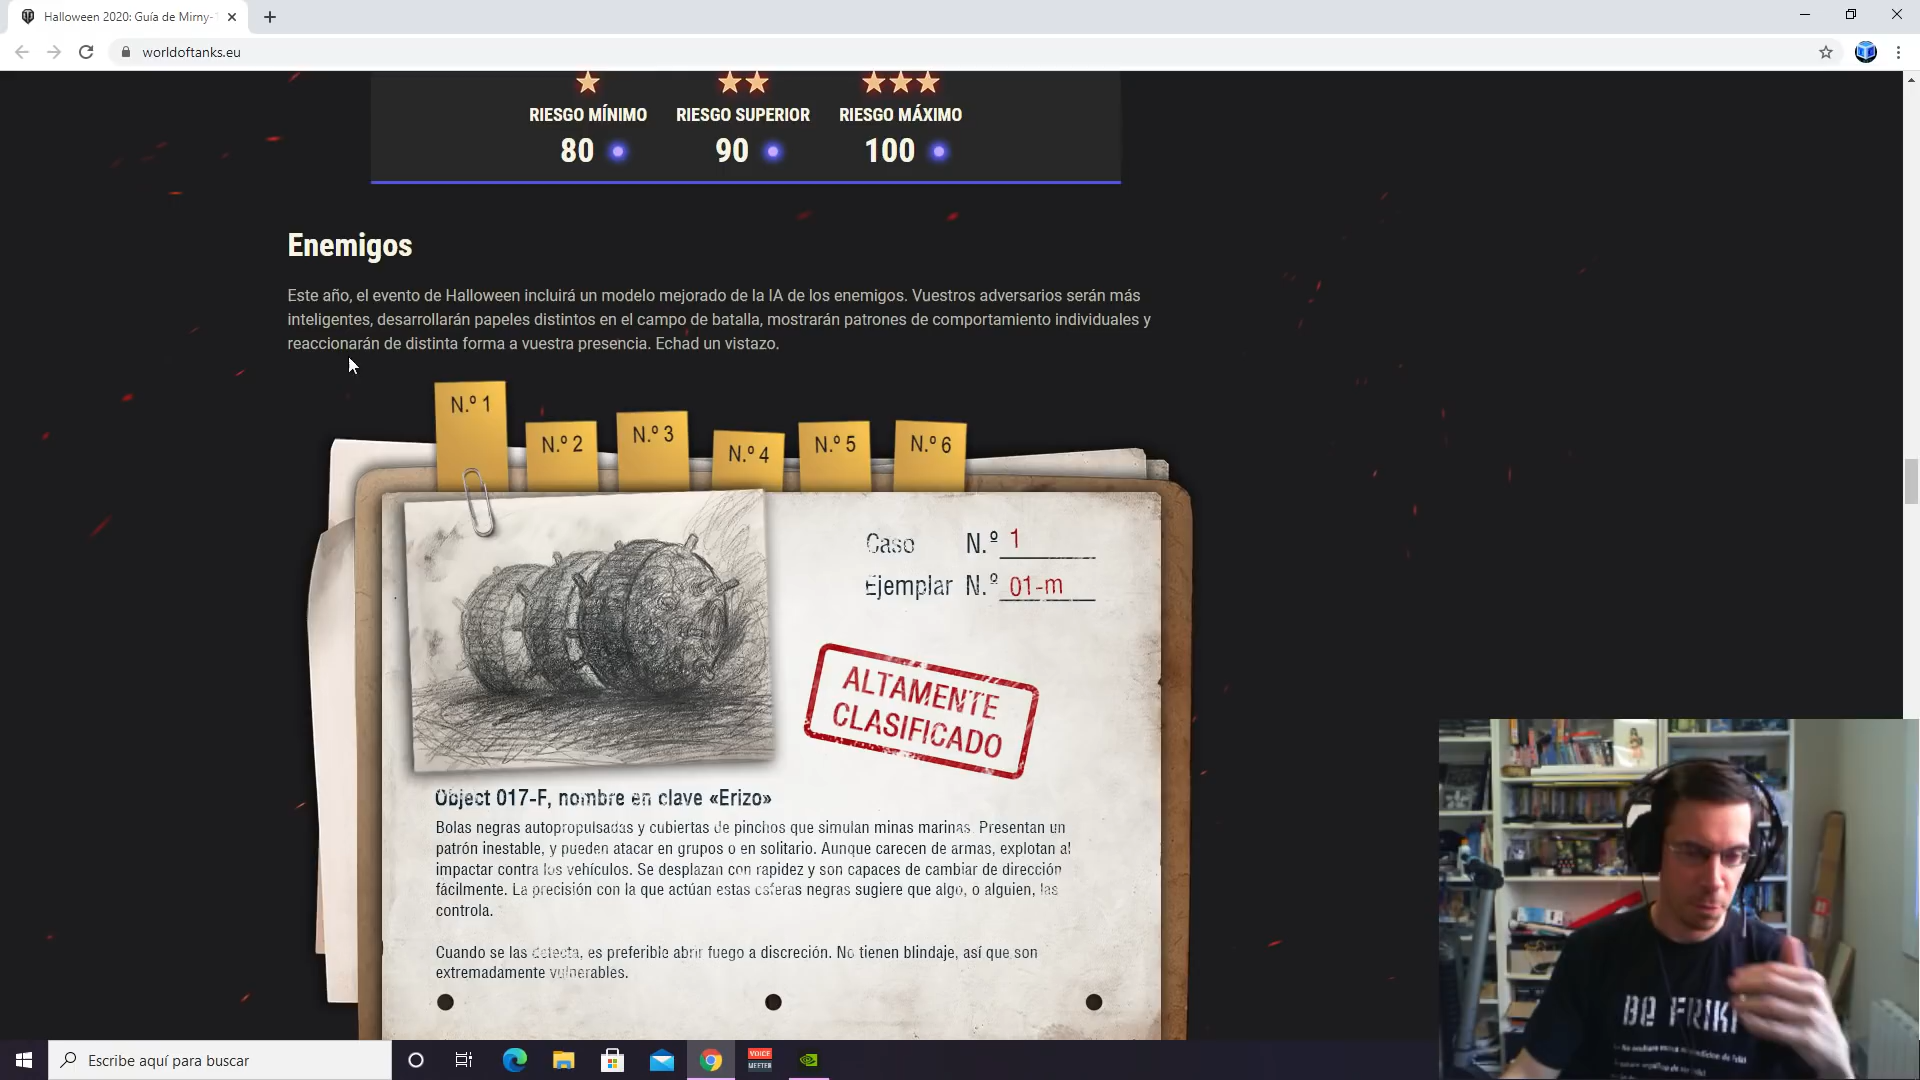 Halloween 2020: Guía de Mirny-
worldoftanks.eu
RIESGO MÍNIMO RIESGO SUPERIOR RIESGO MÁXIMO
80 90 100
Enemigos
Este año, el evento de Halloween incluirá un modelo mejorado de la IA de los enemigos. Vuestros adversarios serán más
inteligentes, desarrollarán papeles distintos en el campo de batalla, mostrarán patrones de comportamiento individuales y
reaccionarán de distinta forma a vuestra presencia. Echad un vistazo.
N.º 1 N.º 2 N.º 3 N.º 4 N.º 5 N.º 6
Caso N.º 1
Ejemplar N.º 01-m
ALTAMENTE
CLASIFICADO
Object 017-F, nombre en clave «Erizo»
Bolas negras autopropulsadas y cubiertas de pinchos que simulan minas marinas. Presentan un
patrón inestable, y pueden atacar en grupos o en solitario. Aunque carecen de armas, explotan al
impactar contra los vehículos. Se desplazan con rapidez y son capaces de cambiar de dirección
fácilmente. La precisión con la que actúan estas esferas negras sugiere que algo, o alguien, las
controla.
Cuando se las detecta, es preferible abrir fuego a discreción. No tienen blindaje, así que son
extremadamente vulnerables.
BE FRIKI
Escribe aquí para buscar
VOICE
MEETER